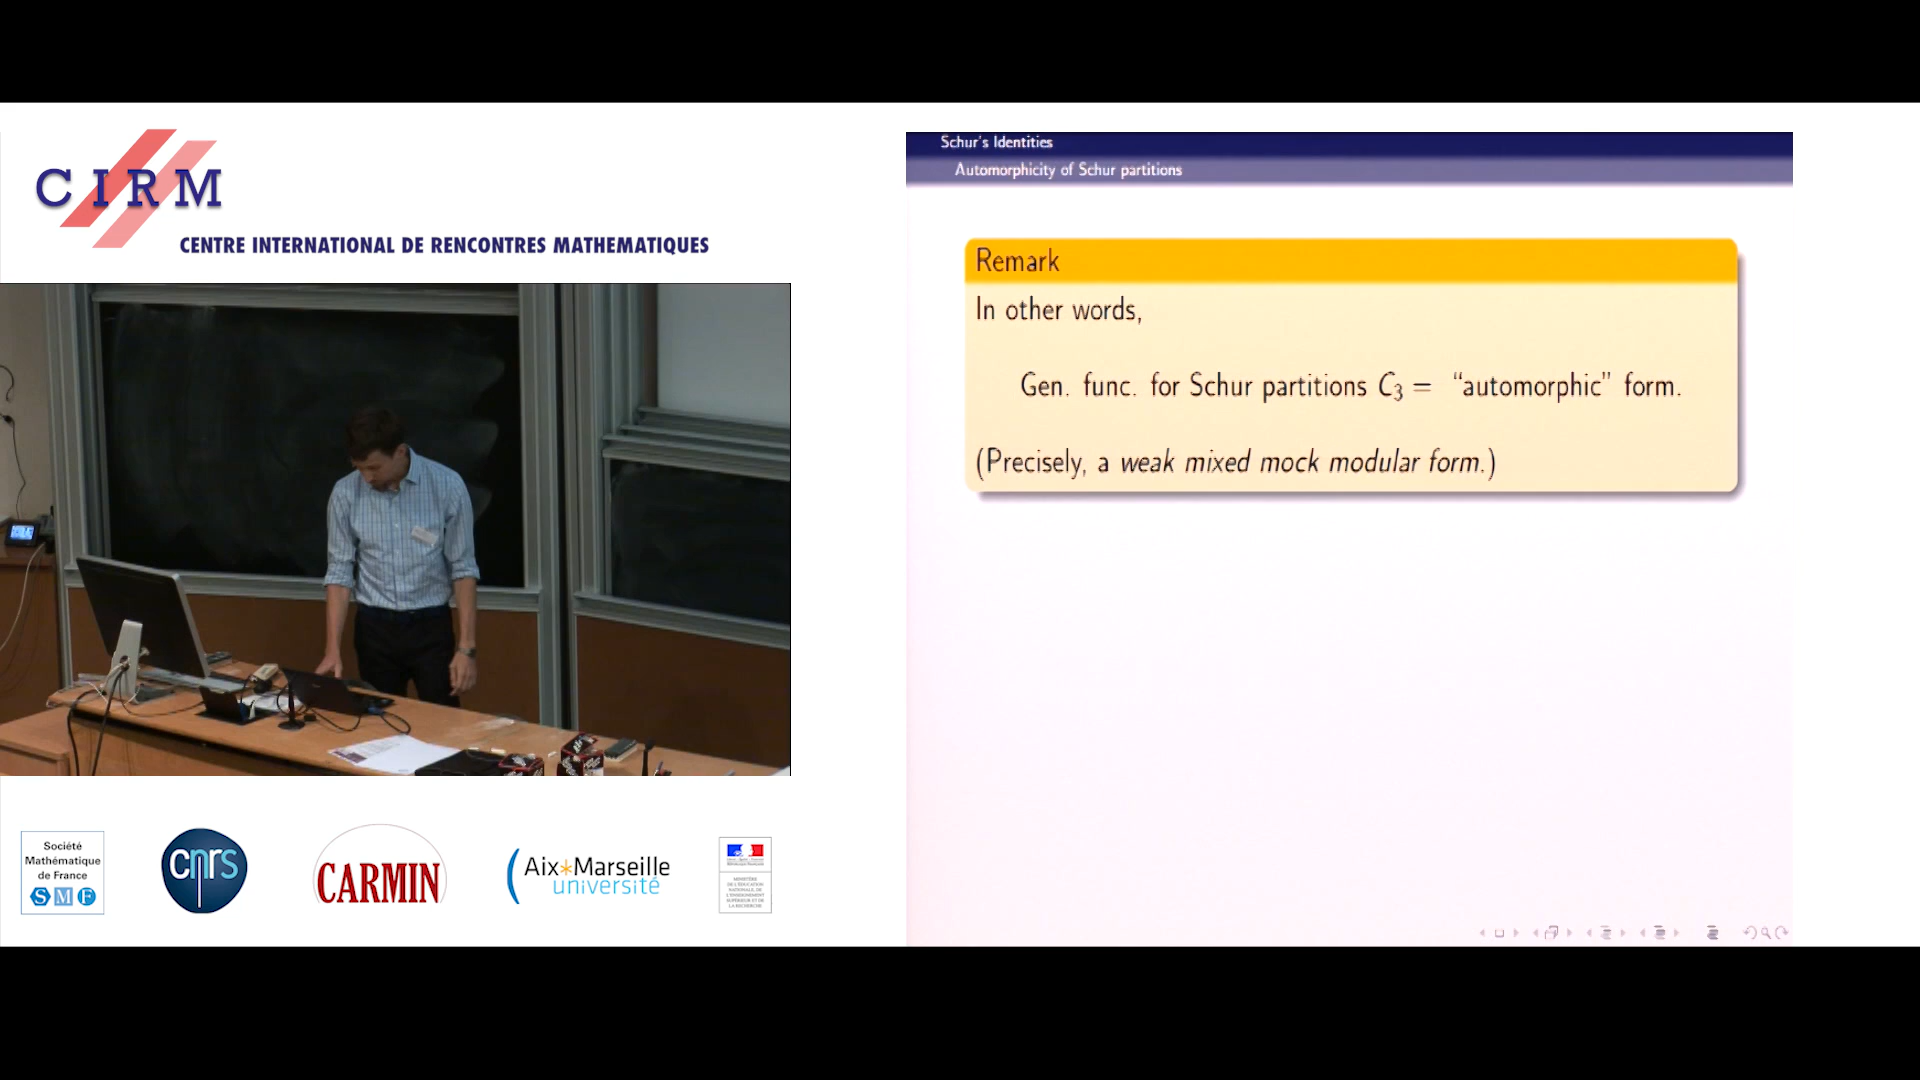 CIRM
CENTRE INTERNATIONAL DE RENCONTRES MATHEMATIQUES
Schur's Identities
Automorphicity of Schur partitions
Remark
In other words,
Gen. func. for Schur partitions C₃ = “automorphic” form.
(Precisely, a weak mixed mock modular form.)
Société
Mathématique
de France
SMF
cnrs
CARMIN
Aix*Marseille
université